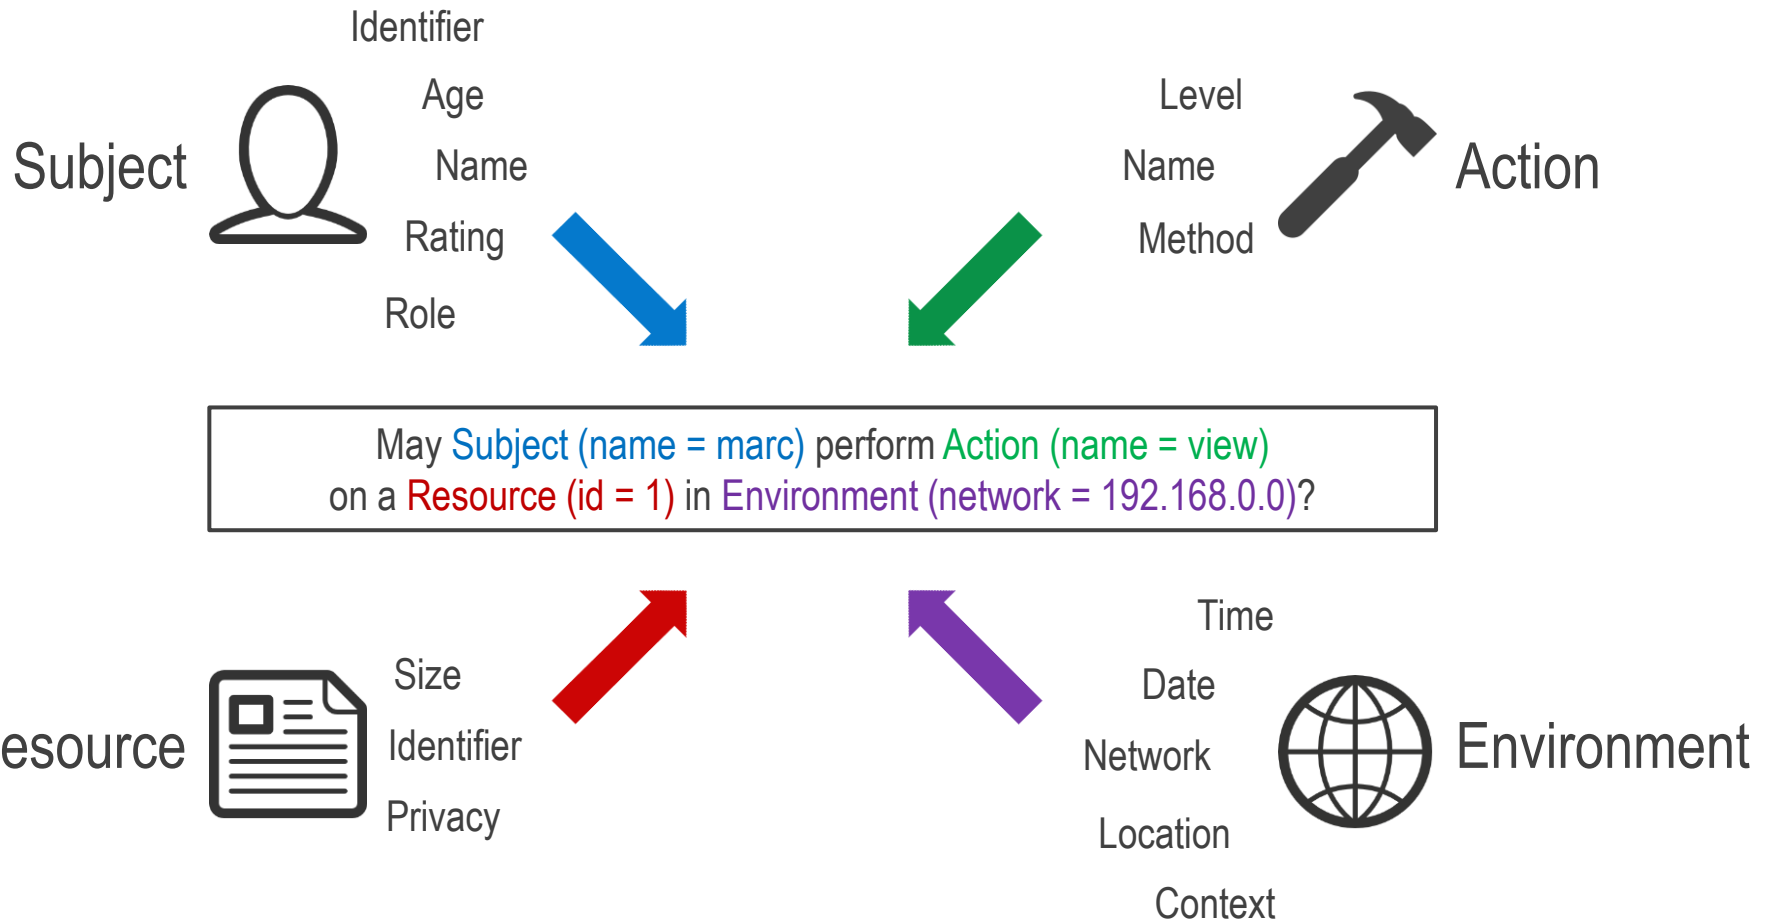 Identifier
Age
Subject
Name
Rating
Role
Level
Name
Action
Method
May Subject (name = marc) perform Action (name = view)
on a Resource (id = 1) in Environment (network = 192.168.0.0)?
Size
esource
Identifier
Privacy
Time
Date
Network
Environment
Location
Context